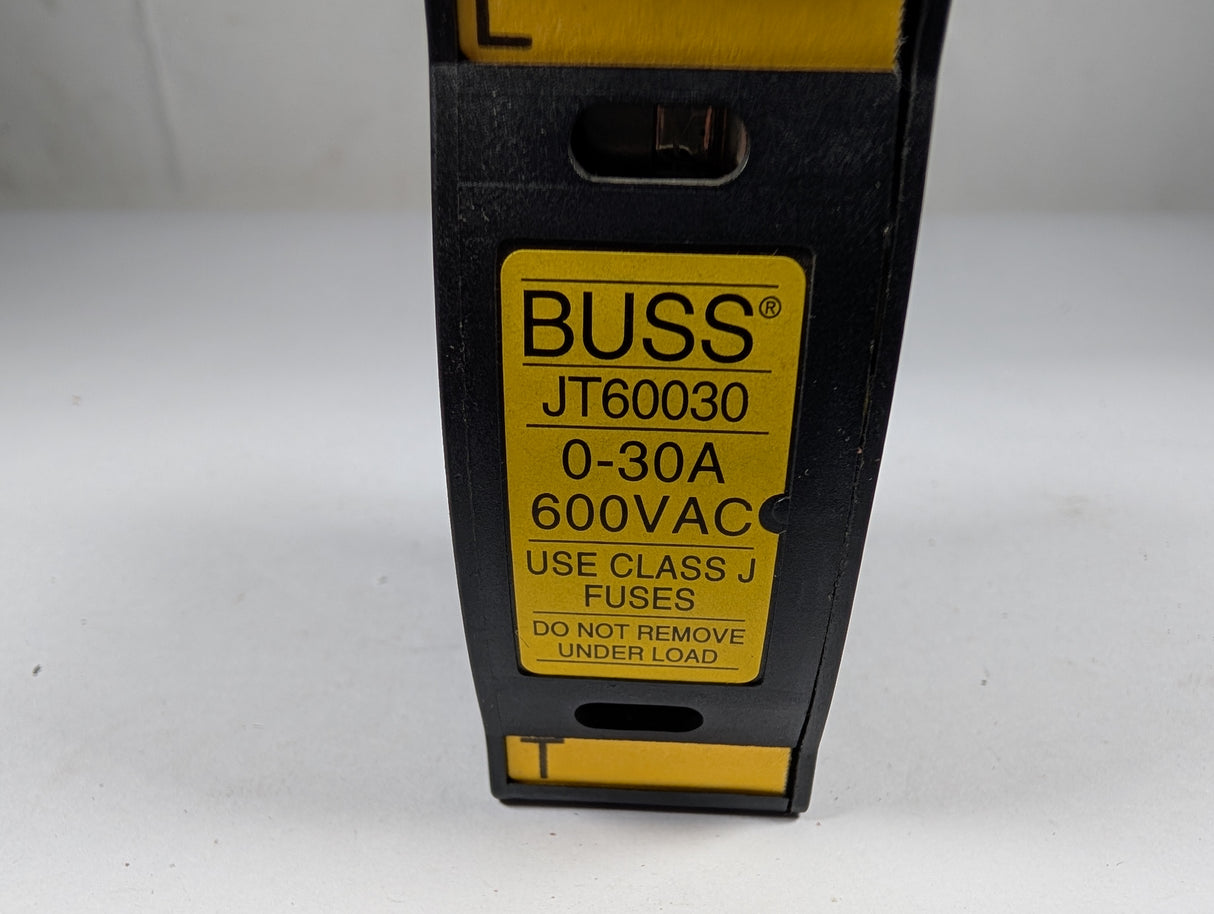 L
BUSS®
JT60030
0-30A
600VAC
USE CLASS J
FUSES
DO NOT REMOVE
UNDER LOAD
T